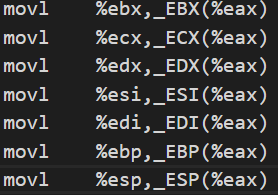 movl %ebx,_EBX(%eax)
movl %ecx,_ECX(%eax)
movl %edx,_EDX(%eax)
movl %esi,_ESI(%eax)
movl %edi,_EDI(%eax)
movl %ebp,_EBP(%eax)
movl %esp,_ESP(%eax)